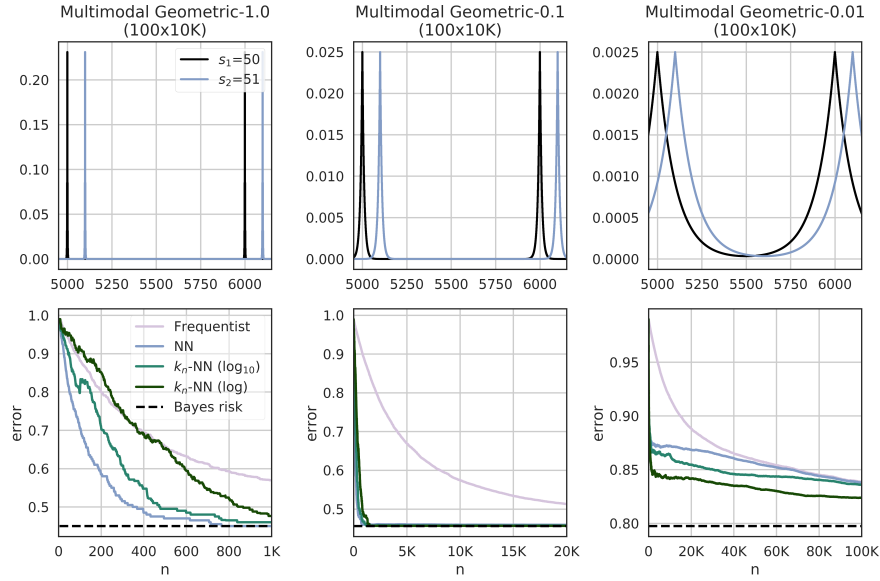 Multimodal Geometric-1.0
(100x10K)
Multimodal Geometric-0.1
(100x10K)
Multimodal Geometric-0.01
(100x10K)
s₁=50
s₂=51
0.20
0.15
0.10
0.05
0.00
5000 5250 5500 5750 6000
0.025
0.020
0.015
0.010
0.005
0.000
5000 5250 5500 5750 6000
0.0025
0.0020
0.0015
0.0010
0.0005
0.0000
5000 5250 5500 5750 6000
Frequentist
NN
kₙ-NN (log₁₀)
kₙ-NN (log)
Bayes risk
error
1.0
0.9
0.8
0.7
0.6
0.5
0 200 400 600 800 1K
n
error
1.0
0.9
0.8
0.7
0.6
0.5
0 5K 10K 15K 20K
n
error
0.95
0.90
0.85
0.80
0 20K 40K 60K 80K 100K
n